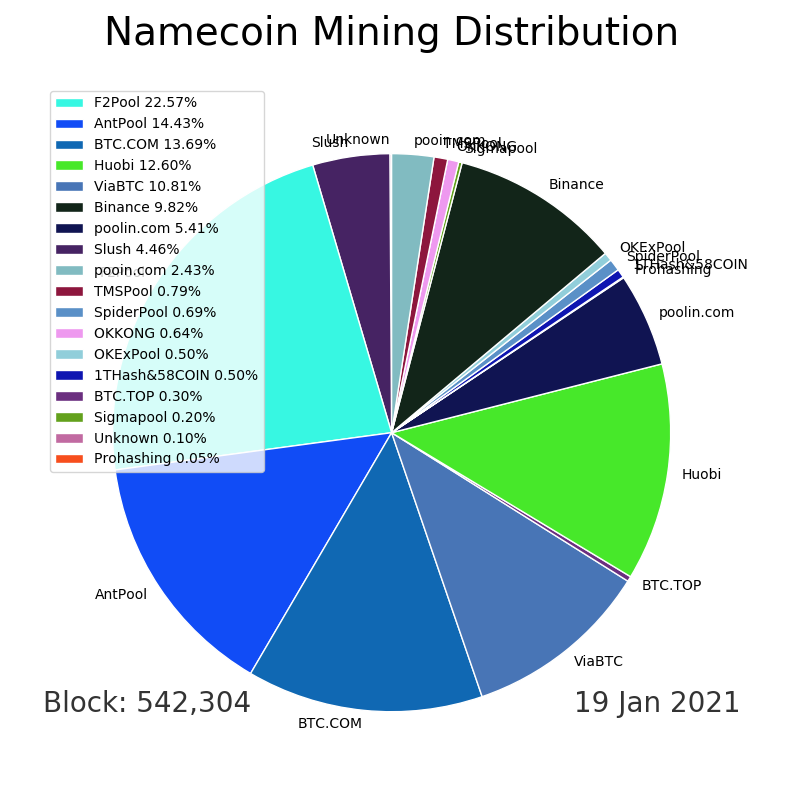 Namecoin Mining Distribution
F2Pool 22.57%
AntPool 14.43%
BTC.COM 13.69%
Huobi 12.60%
ViaBTC 10.81%
Binance 9.82%
poolin.com 5.41%
Slush 4.46%
pooin.com 2.43%
TMSPool 0.79%
SpiderPool 0.69%
OKKONG 0.64%
OKExPool 0.50%
1THash&58COIN 0.50%
BTC.TOP 0.30%
Sigmapool 0.20%
Unknown 0.10%
Prohashing 0.05%
Slush
Unknown
pooin.com
TMSPool
OKKONG
Sigmapool
Binance
OKExPool
SpiderPool
1THash&58COIN
Prohashing
poolin.com
Huobi
BTC.TOP
ViaBTC
BTC.COM
AntPool
Block: 542,304
19 Jan 2021